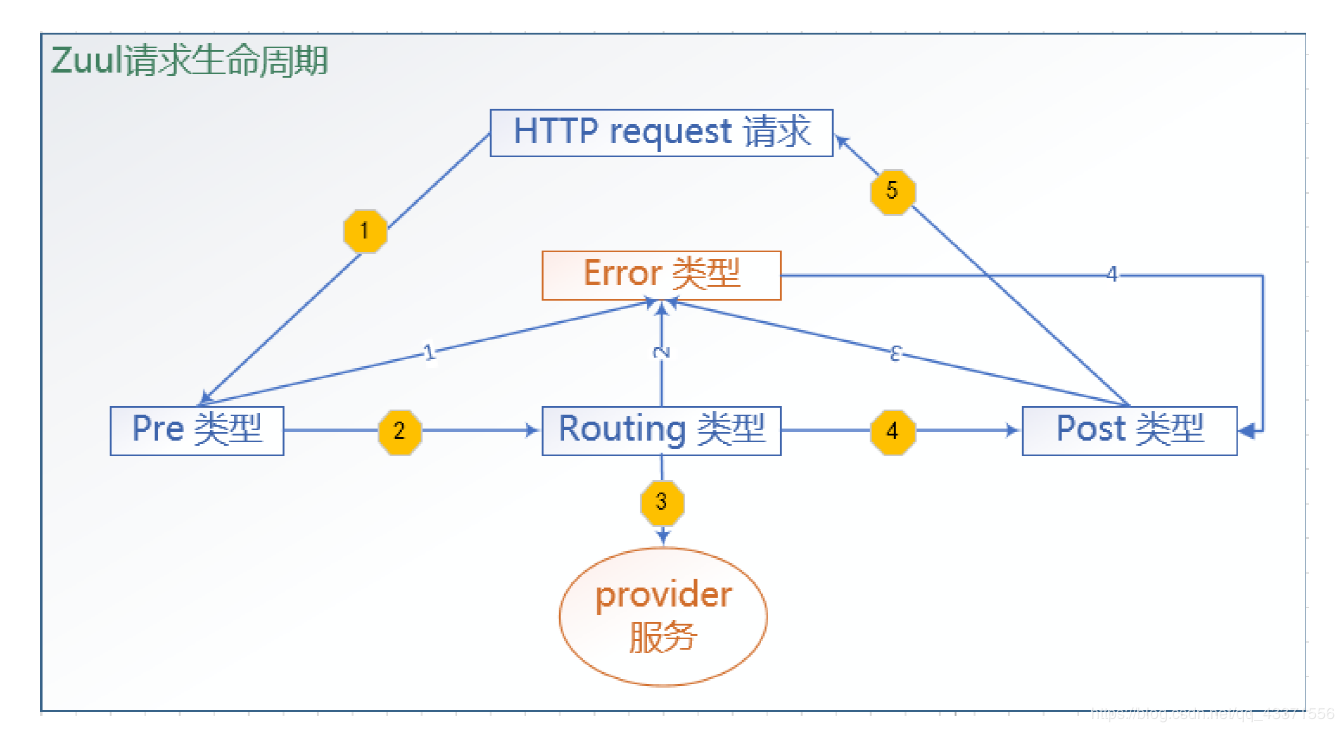 Zuul请求生命周期
HTTP request 请求
5
1
Error 类型
4
1
2
3
Pre 类型
2
Routing 类型
4
Post 类型
3
provider
服务
https://blog.csdn.net/qq_43371556